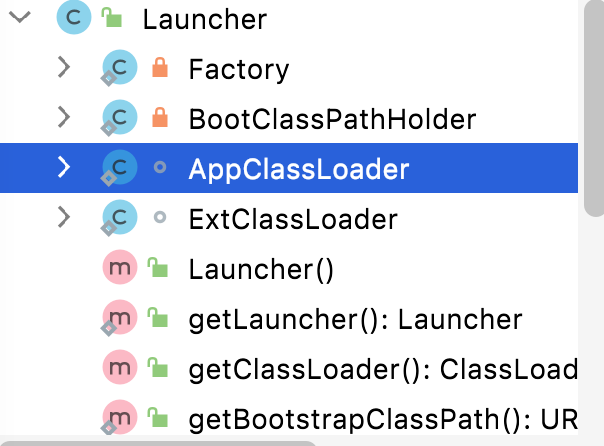 C Launcher
C Factory
C BootClassPathHolder
C AppClassLoader
C ExtClassLoader
m Launcher()
m getLauncher(): Launcher
m getClassLoader(): ClassLoad
m getBootstrapClassPath(): UR